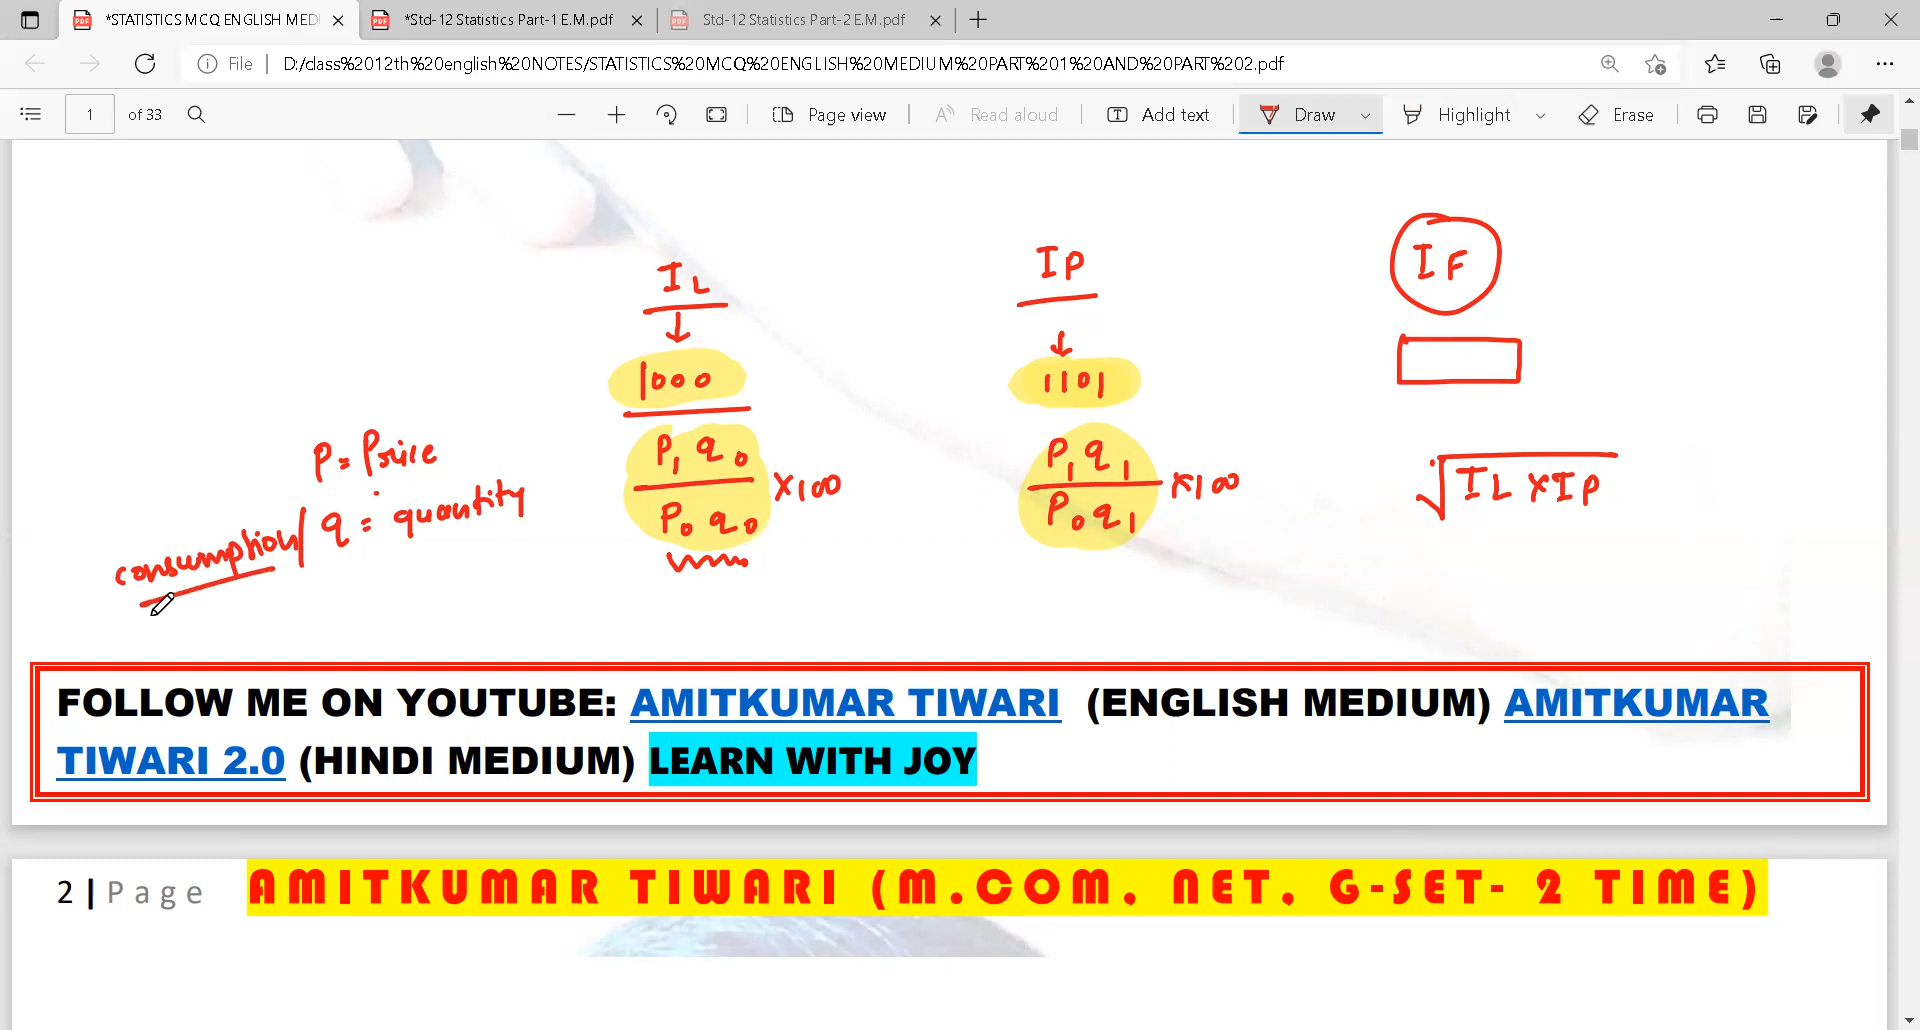 *STATISTICS MCQ ENGLISH MED
*Std-12 Statistics Part-1 E.M.pdf
Std-12 Statistics Part-2 E.M.pdf
File
D:/class%2012th%20english%20NOTES/STATISTICS%20MCQ%20ENGLISH%20MEDIUM%20PART%201%20AND%20PART%202.pdf
1 of 33
Page view
Read aloud
Add text
Draw
Highlight
Erase
IL
IP
IF
1000
1101
P = Price
consumption/ q = quantity
P1 q0
P0 q0
×100
P1 q1
P0 q1
×100
√IL × IP
FOLLOW ME ON YOUTUBE: AMITKUMAR TIWARI (ENGLISH MEDIUM) AMITKUMAR
TIWARI 2.0 (HINDI MEDIUM) LEARN WITH JOY
2 | Page
AMITKUMAR TIWARI (M.COM, NET, G-SET- 2 TIME)